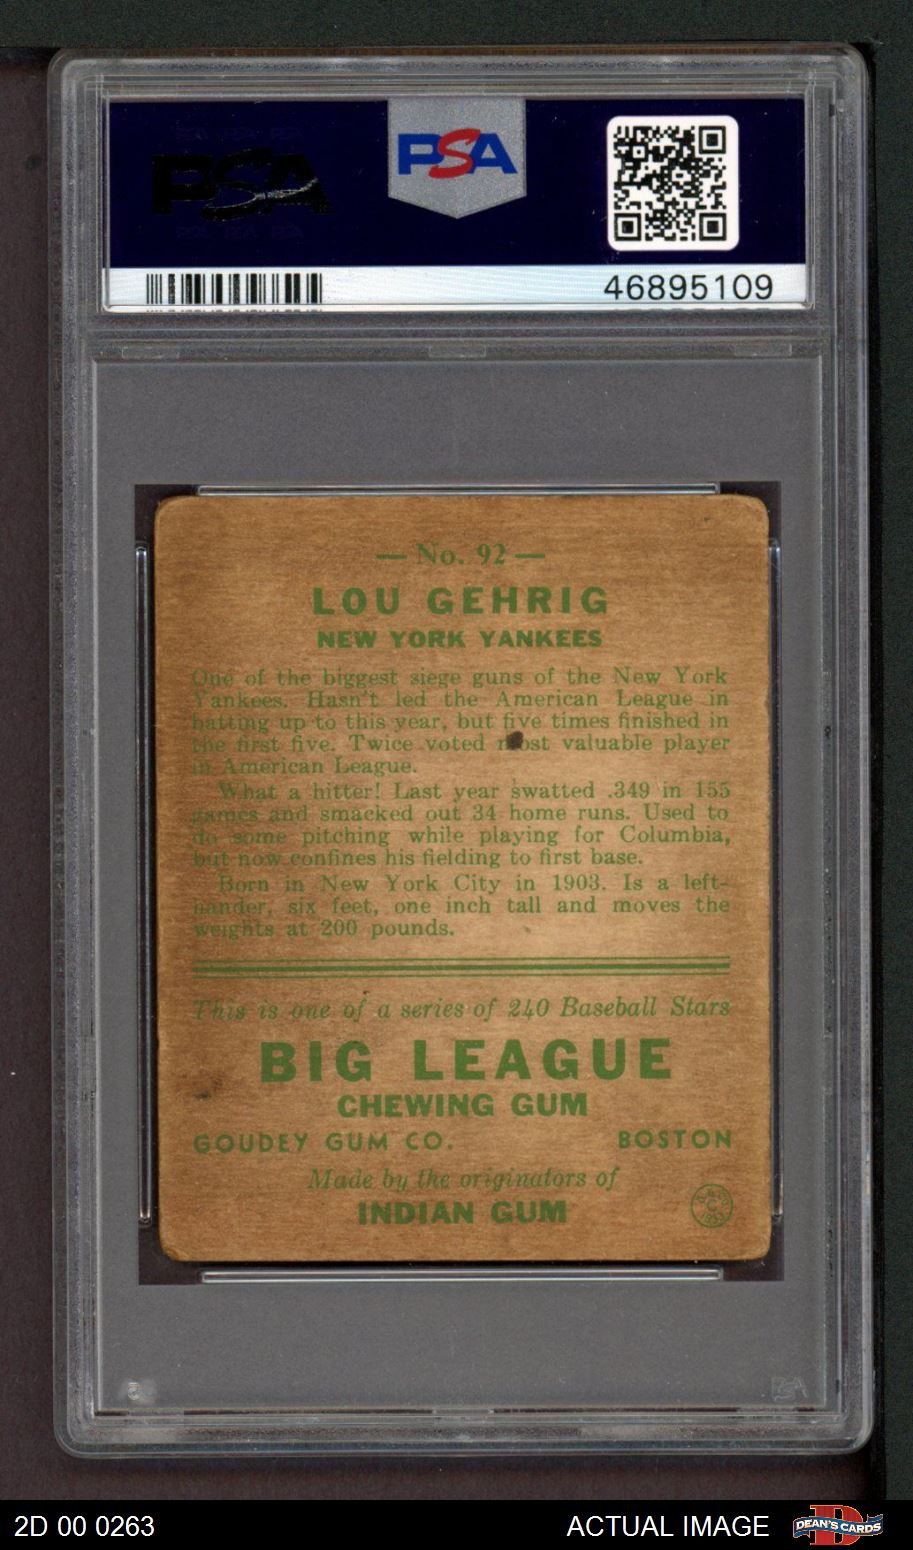 PSA
PSA
46895109
— No. 92 —
LOU GEHRIG
NEW YORK YANKEES
One of the biggest siege guns of the New York
Yankees. Hasn't led the American League in
batting up to this year, but five times finished in
the first five. Twice voted most valuable player
in American League.
What a hitter! Last year swatted .349 in 155
games and smacked out 34 home runs. Used to
do some pitching while playing for Columbia,
but now confines his fielding to first base.
Born in New York City in 1903. Is a left-
hander, six feet, one inch tall and moves the
weights at 200 pounds.
This is one of a series of 240 Baseball Stars
BIG LEAGUE
CHEWING GUM
GOUDEY GUM CO. BOSTON
Made by the originators of
INDIAN GUM
PSA
2D 00 0263
ACTUAL IMAGE
DEAN'S CARDS